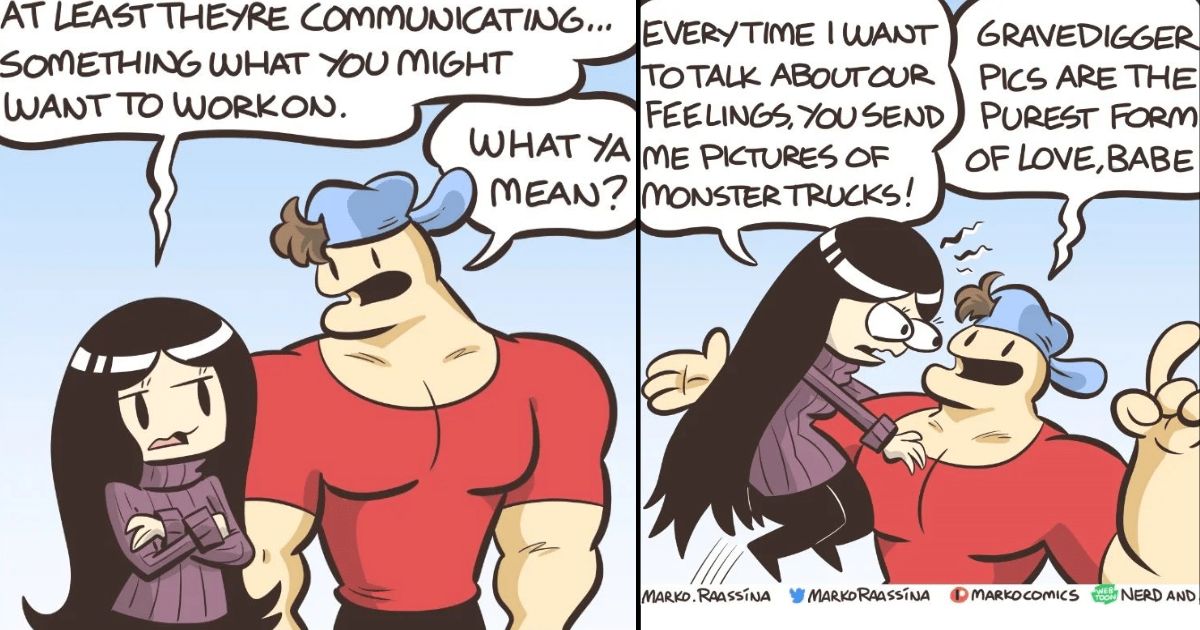 AT LEAST THEYRE COMMUNICATING...
SOMETHING WHAT YOU MIGHT
WANT TO WORK ON.
WHAT YA
MEAN?
EVERYTIME I WANT
TO TALK ABOUT OUR
FEELINGS, YOU SEND
ME PICTURES OF
MONSTER TRUCKS!
GRAVEDIGGER
PICS ARE THE
PUREST FORM
OF LOVE, BABE
MARKO.RAASSINA MARKORAASSINA MARKOCOMICS WEB TOON NERD AND